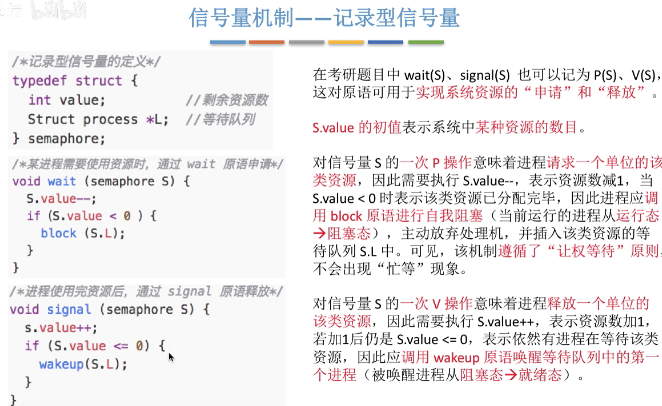 信号量机制——记录型信号量
/*记录型信号量的定义*/
typedef struct {
int value; //剩余资源数
Struct process *L; //等待队列
} semaphore;
/*某进程需要使用资源时，通过 wait 原语申请*/
void wait (semaphore S) {
S.value--;
if (S.value < 0 ) {
block (S.L);
}
}
/*进程使用完资源后，通过 signal 原语释放*/
void signal (semaphore S) {
s.value++;
if (S.value <= 0) {
wakeup(S.L);
}
}
在考研题目中 wait(S)、signal(S) 也可以记为 P(S)、V(S)，
这对原语可用于实现系统资源的“申请”和“释放”。
S.value 的初值表示系统中某种资源的数目。
对信号量 S 的一次 P 操作意味着进程请求一个单位的该
类资源，因此需要执行 S.value--，表示资源数减1，当
S.value < 0 时表示该类资源已分配完毕，因此进程应调
用 block 原语进行自我阻塞（当前运行的进程从运行态
→阻塞态），主动放弃处理机，并插入该类资源的等
待队列 S.L 中。可见，该机制遵循了“让权等待”原则，
不会出现“忙等”现象。
对信号量 S 的一次 V 操作意味着进程释放一个单位的
该类资源，因此需要执行 S.value++，表示资源数加1，
若加1后仍是 S.value <= 0，表示依然有进程在等待该类
资源，因此应调用 wakeup 原语唤醒等待队列中的第一
个进程（被唤醒进程从阻塞态→就绪态）。